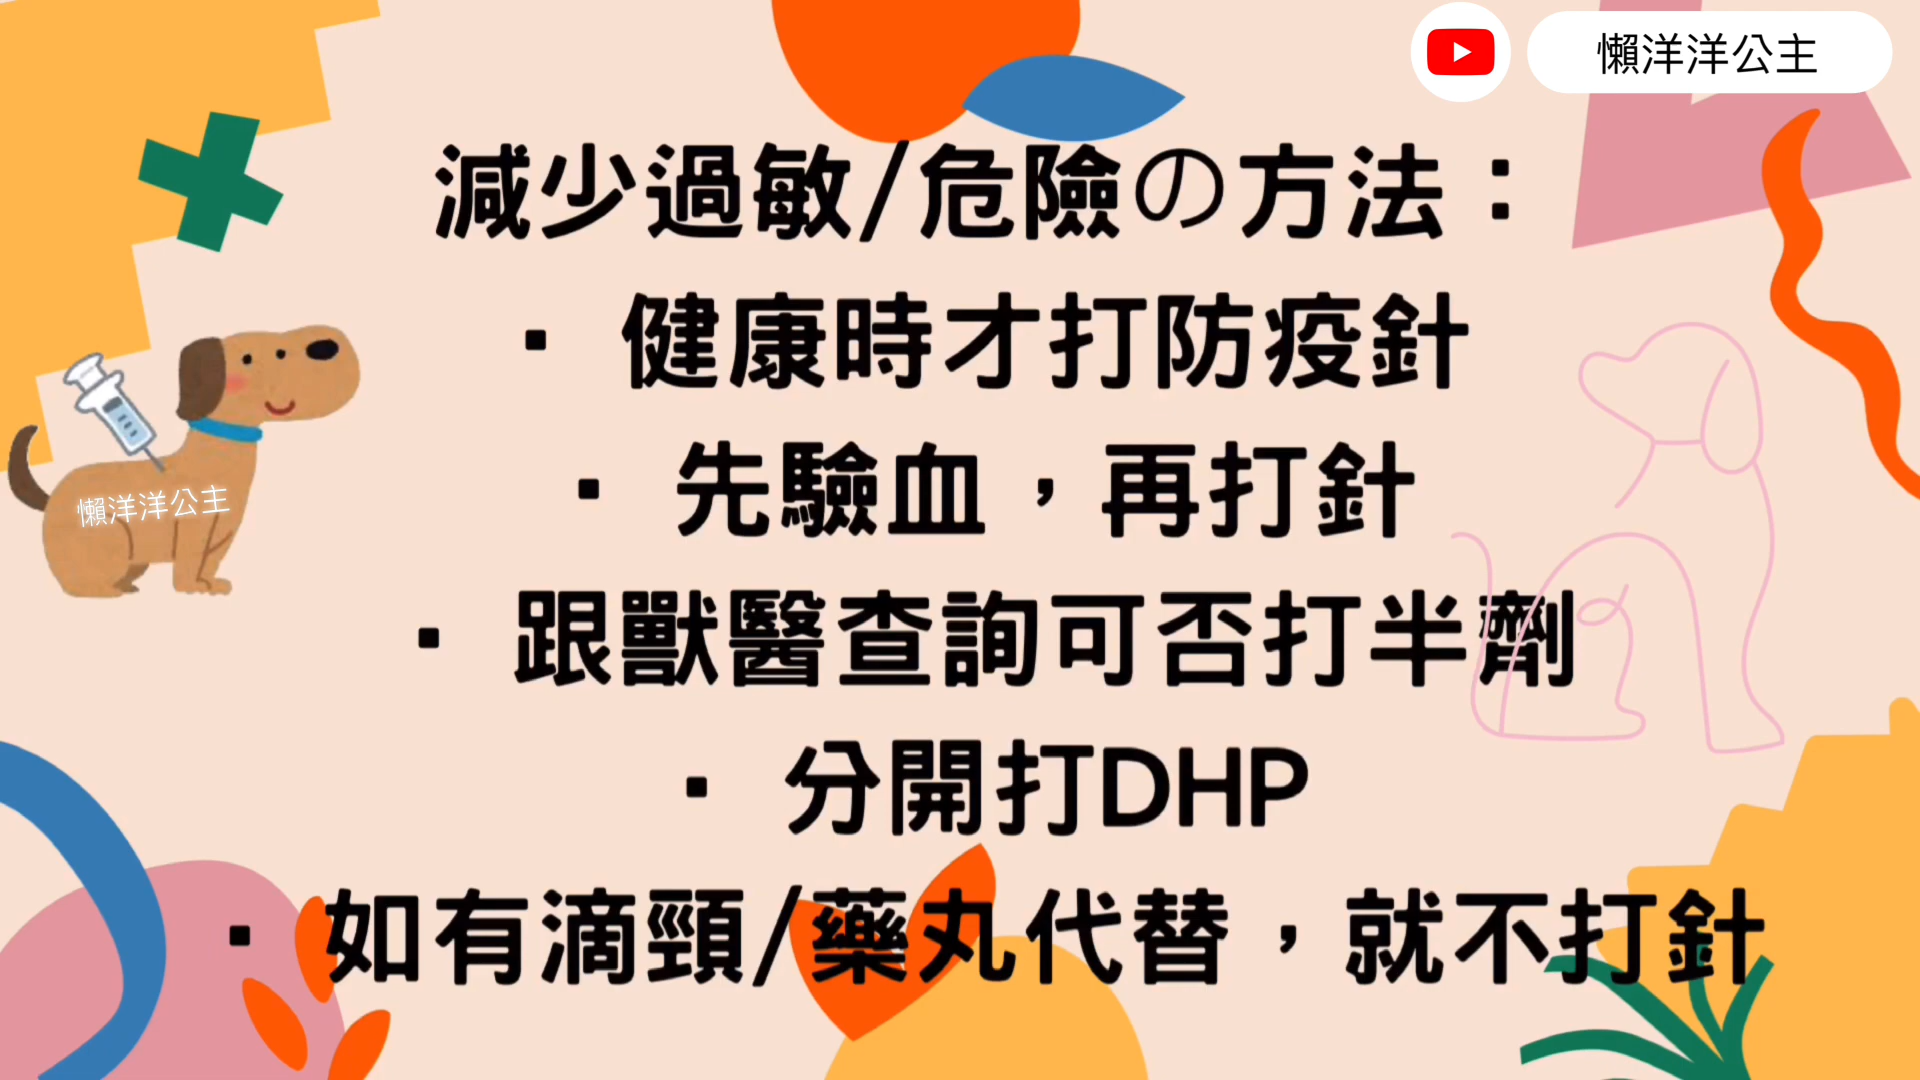 懶洋洋公主
減少過敏/危險の方法：
· 健康時才打防疫針
· 先驗血，再打針
· 跟獸醫查詢可否打半劑
· 分開打DHP
· 如有滴頸/藥丸代替，就不打針
懶洋洋公主